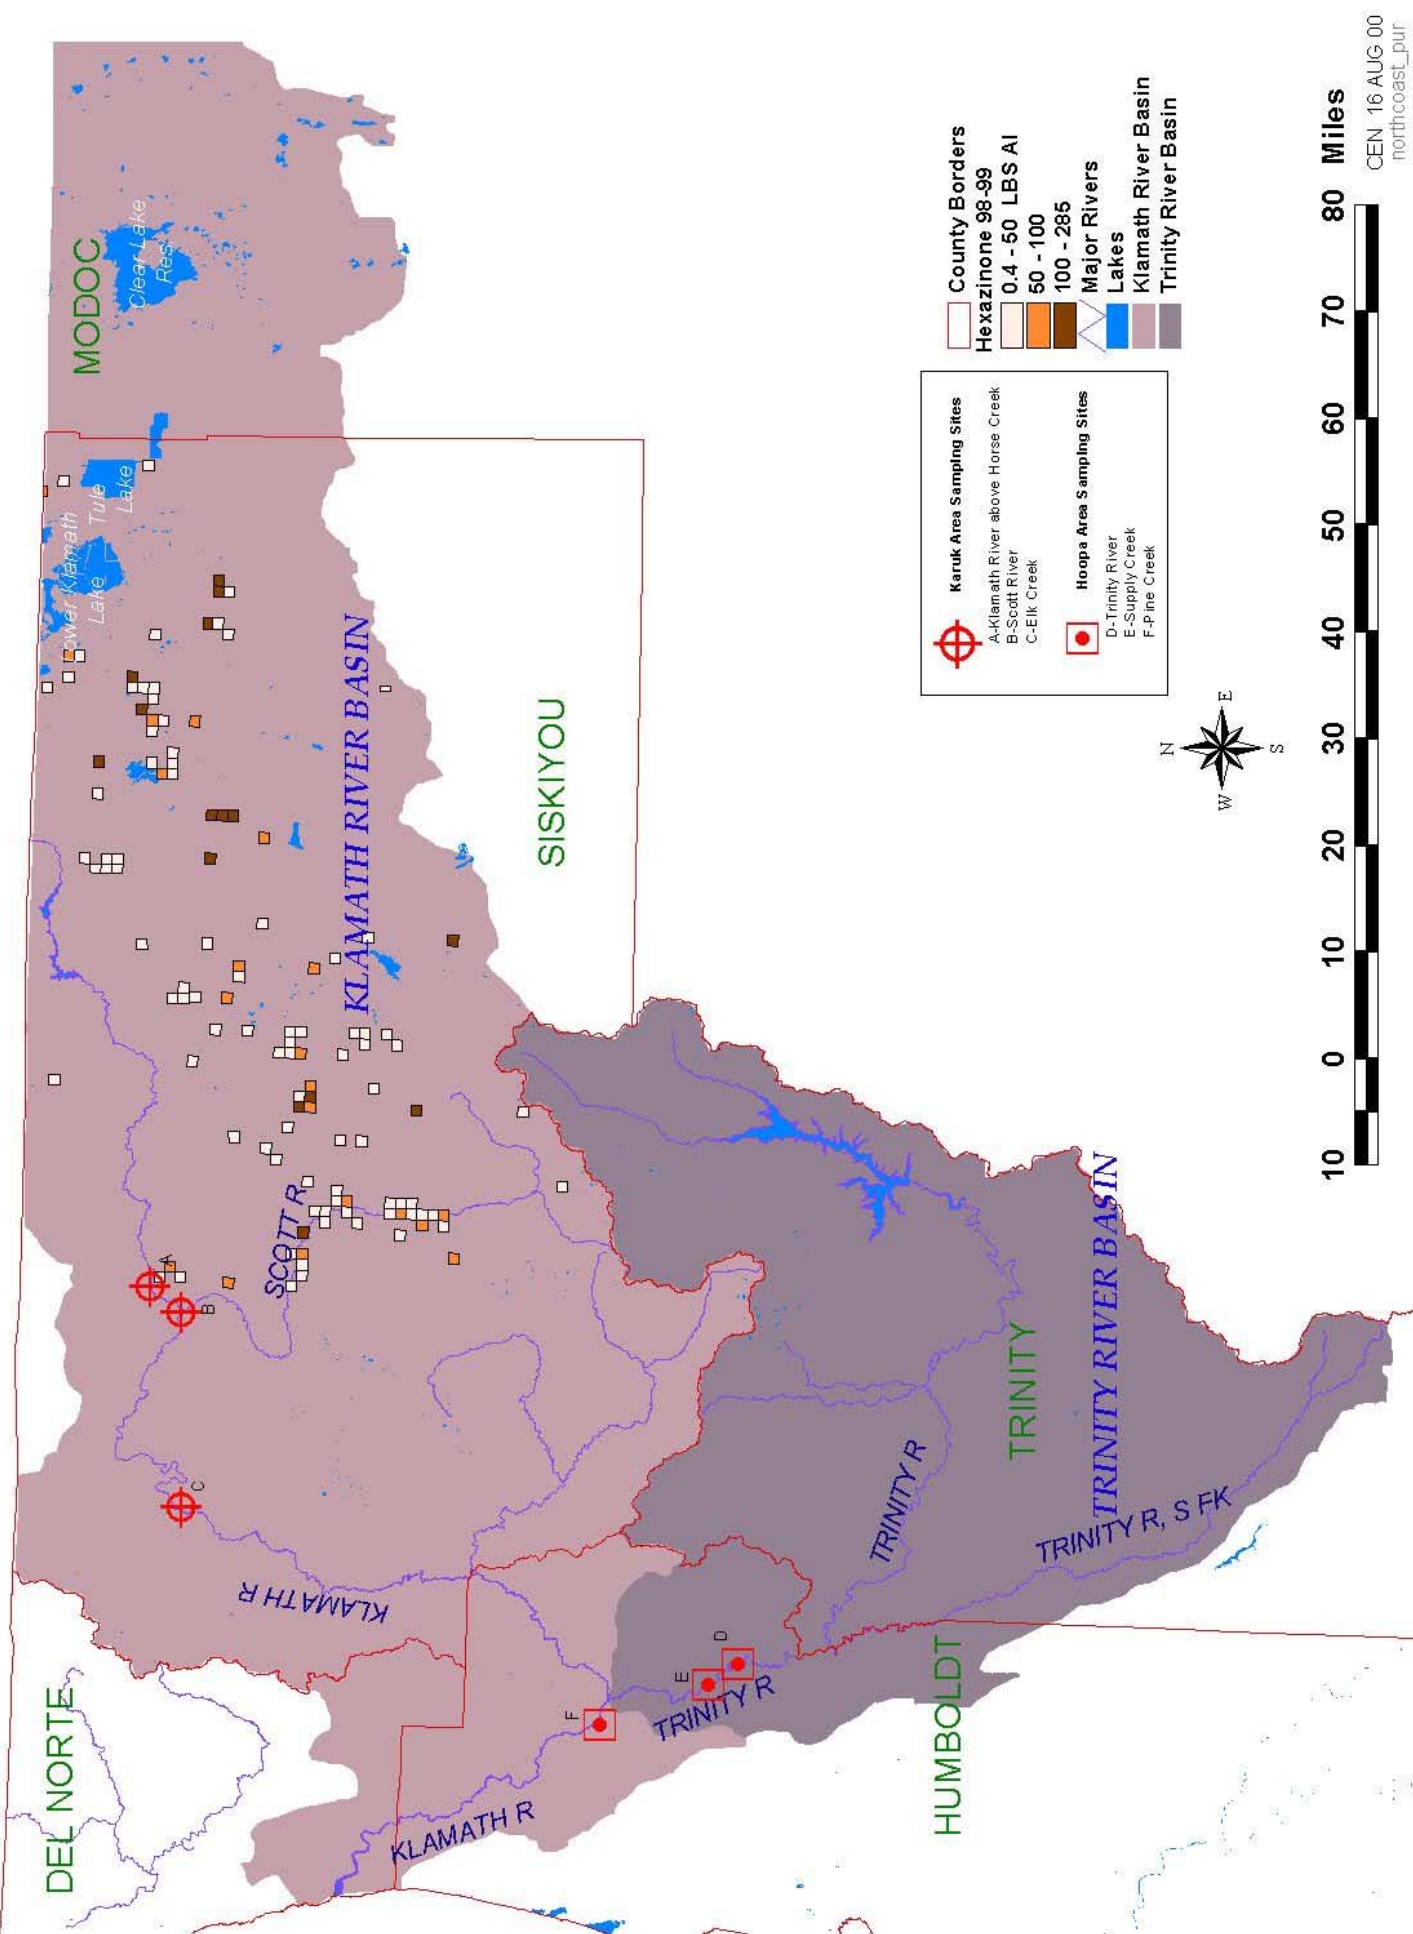 MODOC
Clear Lake
Res
ower Klamath
Lake
Tule
Lake
KLAMATH RIVER BASIN
SISKIYOU
SCOTT R
A
B
C
KLAMATH R
DEL NORTE
KLAMATH R
F
E
D
TRINITY R
HUMBOLDT
TRINITY R
TRINITY
TRINITY RIVER BASIN
TRINITY R, S FK
Karuk Area Sampling Sites
A-Klamath River above Horse Creek
B-Scott River
C-Elk Creek
Hoopa Area Sampling Sites
D-Trinity River
E-Supply Creek
F-Pine Creek
County Borders
Hexazinone 98-99
0.4 - 50 LBS AI
50 - 100
100 - 285
Major Rivers
Lakes
Klamath River Basin
Trinity River Basin
N
W
E
S
10 0 10 20 30 40 50 60 70 80 Miles
CEN 16 AUG 00
northcoast_pur